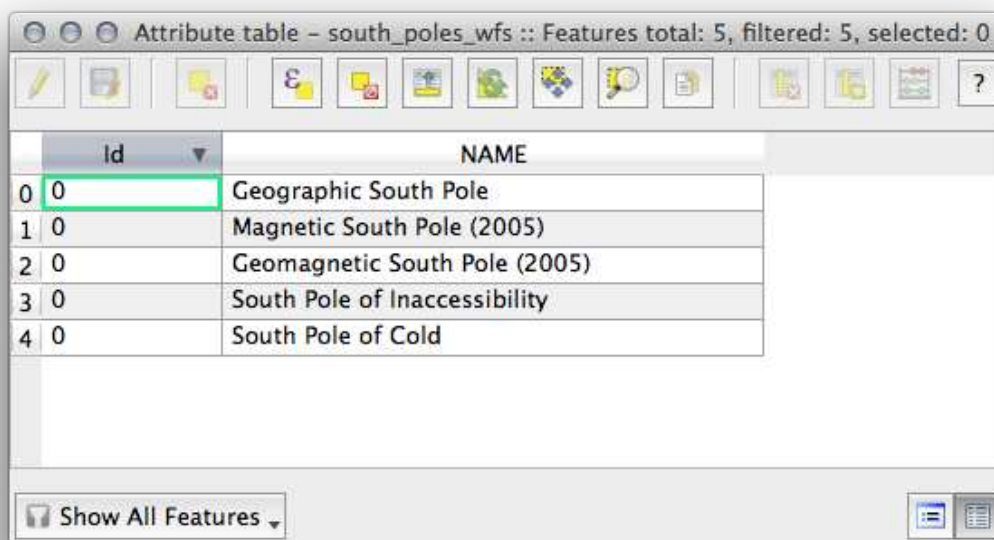 Attribute table – south_poles_wfs :: Features total: 5, filtered: 5, selected: 0
ε ?
Id NAME
0 0 Geographic South Pole
1 0 Magnetic South Pole (2005)
2 0 Geomagnetic South Pole (2005)
3 0 South Pole of Inaccessibility
4 0 South Pole of Cold
Show All Features